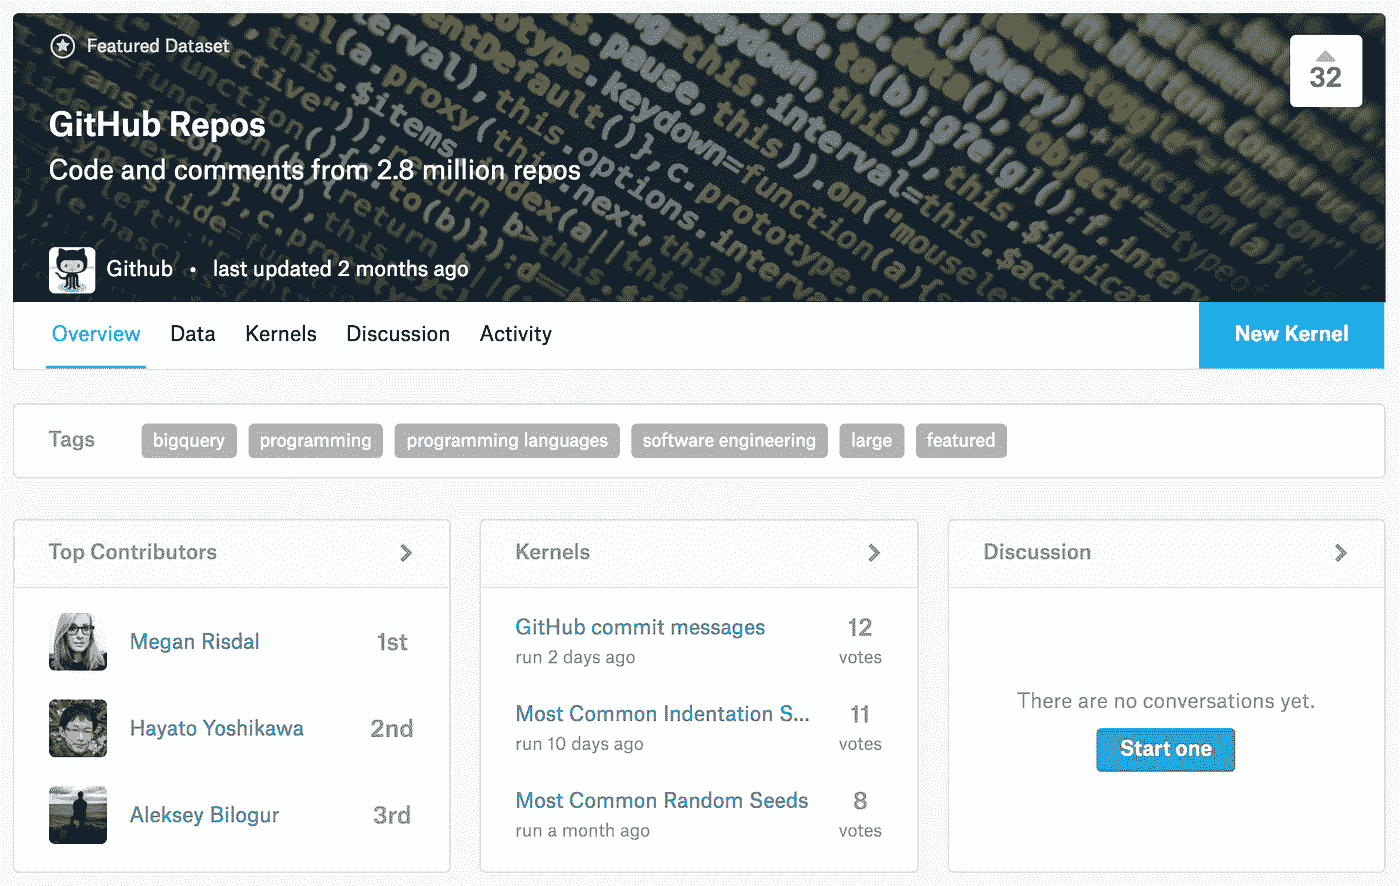 Featured Dataset
32
GitHub Repos
Code and comments from 2.8 million repos
Github • last updated 2 months ago
Overview Data Kernels Discussion Activity
New Kernel
Tags bigquery programming programming languages software engineering large featured
Top Contributors
Megan Risdal 1st
Hayato Yoshikawa 2nd
Aleksey Bilogur 3rd
Kernels
GitHub commit messages 12
run 2 days ago votes
Most Common Indentation S... 11
run 10 days ago votes
Most Common Random Seeds 8
run a month ago votes
Discussion
There are no conversations yet.
Start one